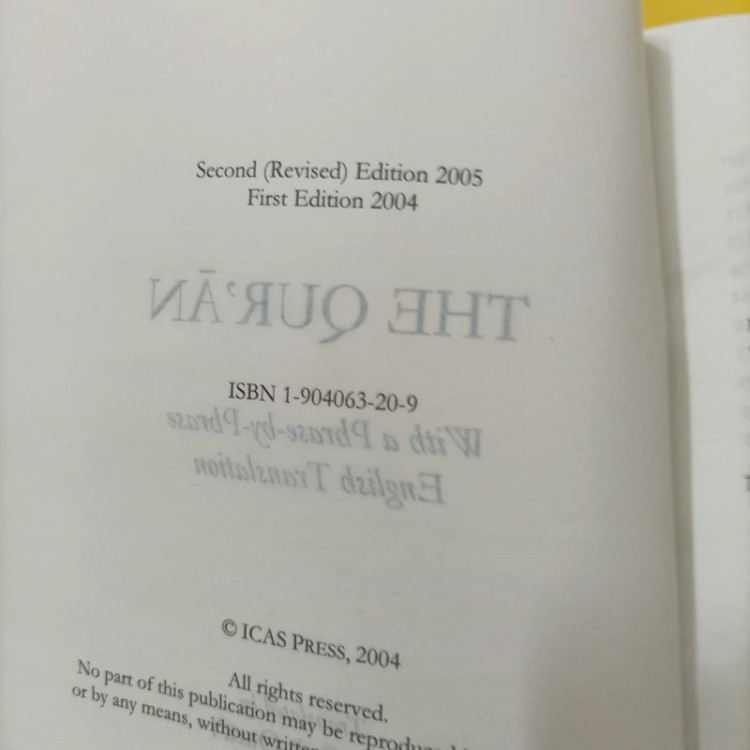 Second (Revised) Edition 2005
First Edition 2004
THE QUR'ĀN
ISBN 1-904063-20-9
With a Phrase-by-Phrase
English Translation
© ICAS PRESS, 2004
All rights reserved.
No part of this publication may be
or by any means, without